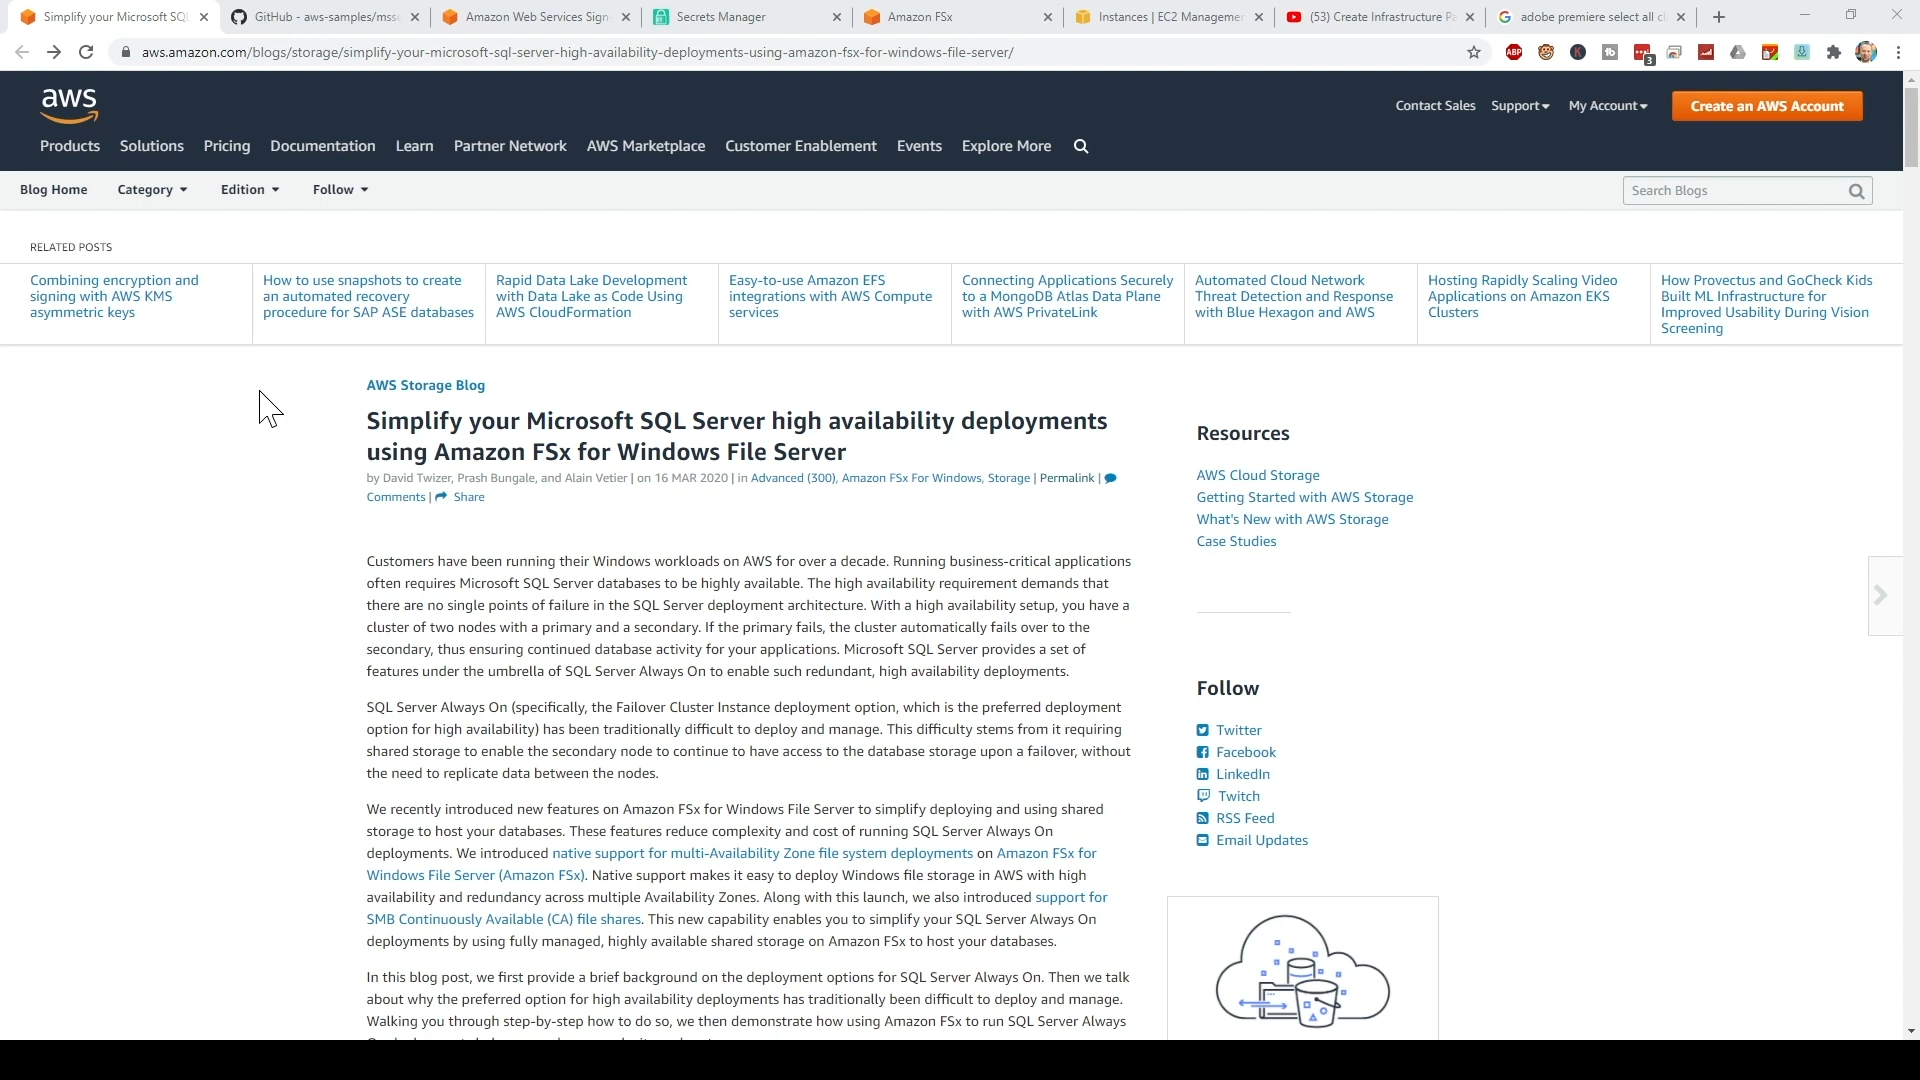 Simplify your Microsoft SQL
GitHub - aws-samples/mssq
Amazon Web Services Sign-
Secrets Manager
Amazon FSx
Instances | EC2 Managemen
(53) Create Infrastructure Pa
adobe premiere select all cl
aws.amazon.com/blogs/storage/simplify-your-microsoft-sql-server-high-availability-deployments-using-amazon-fsx-for-windows-file-server/
ABP
K
3
aws
Contact Sales
Support
My Account
Create an AWS Account
Products
Solutions
Pricing
Documentation
Learn
Partner Network
AWS Marketplace
Customer Enablement
Events
Explore More
Blog Home
Category
Edition
Follow
Search Blogs
RELATED POSTS
Combining encryption and
signing with AWS KMS
asymmetric keys
How to use snapshots to create
an automated recovery
procedure for SAP ASE databases
Rapid Data Lake Development
with Data Lake as Code Using
AWS CloudFormation
Easy-to-use Amazon EFS
integrations with AWS Compute
services
Connecting Applications Securely
to a MongoDB Atlas Data Plane
with AWS PrivateLink
Automated Cloud Network
Threat Detection and Response
with Blue Hexagon and AWS
Hosting Rapidly Scaling Video
Applications on Amazon EKS
Clusters
How Provectus and GoCheck Kids
Built ML Infrastructure for
Improved Usability During Vision
Screening
AWS Storage Blog
Simplify your Microsoft SQL Server high availability deployments
using Amazon FSx for Windows File Server
by David Twizer, Prash Bungale, and Alain Vetier | on 16 MAR 2020 | in Advanced (300), Amazon FSx For Windows, Storage | Permalink |
Comments | Share
Customers have been running their Windows workloads on AWS for over a decade. Running business-critical applications
often requires Microsoft SQL Server databases to be highly available. The high availability requirement demands that
there are no single points of failure in the SQL Server deployment architecture. With a high availability setup, you have a
cluster of two nodes with a primary and a secondary. If the primary fails, the cluster automatically fails over to the
secondary, thus ensuring continued database activity for your applications. Microsoft SQL Server provides a set of
features under the umbrella of SQL Server Always On to enable such redundant, high availability deployments.
SQL Server Always On (specifically, the Failover Cluster Instance deployment option, which is the preferred deployment
option for high availability) has been traditionally difficult to deploy and manage. This difficulty stems from it requiring
shared storage to enable the secondary node to continue to have access to the database storage upon a failover, without
the need to replicate data between the nodes.
We recently introduced new features on Amazon FSx for Windows File Server to simplify deploying and using shared
storage to host your databases. These features reduce complexity and cost of running SQL Server Always On
deployments. We introduced native support for multi-Availability Zone file system deployments on Amazon FSx for
Windows File Server (Amazon FSx). Native support makes it easy to deploy Windows file storage in AWS with high
availability and redundancy across multiple Availability Zones. Along with this launch, we also introduced support for
SMB Continuously Available (CA) file shares. This new capability enables you to simplify your SQL Server Always On
deployments by using fully managed, highly available shared storage on Amazon FSx to host your databases.
In this blog post, we first provide a brief background on the deployment options for SQL Server Always On. Then we talk
about why the preferred option for high availability deployments has traditionally been difficult to deploy and manage.
Walking you through step-by-step how to do so, we then demonstrate how using Amazon FSx to run SQL Server Always
Resources
AWS Cloud Storage
Getting Started with AWS Storage
What's New with AWS Storage
Case Studies
Follow
Twitter
Facebook
LinkedIn
Twitch
RSS Feed
Email Updates